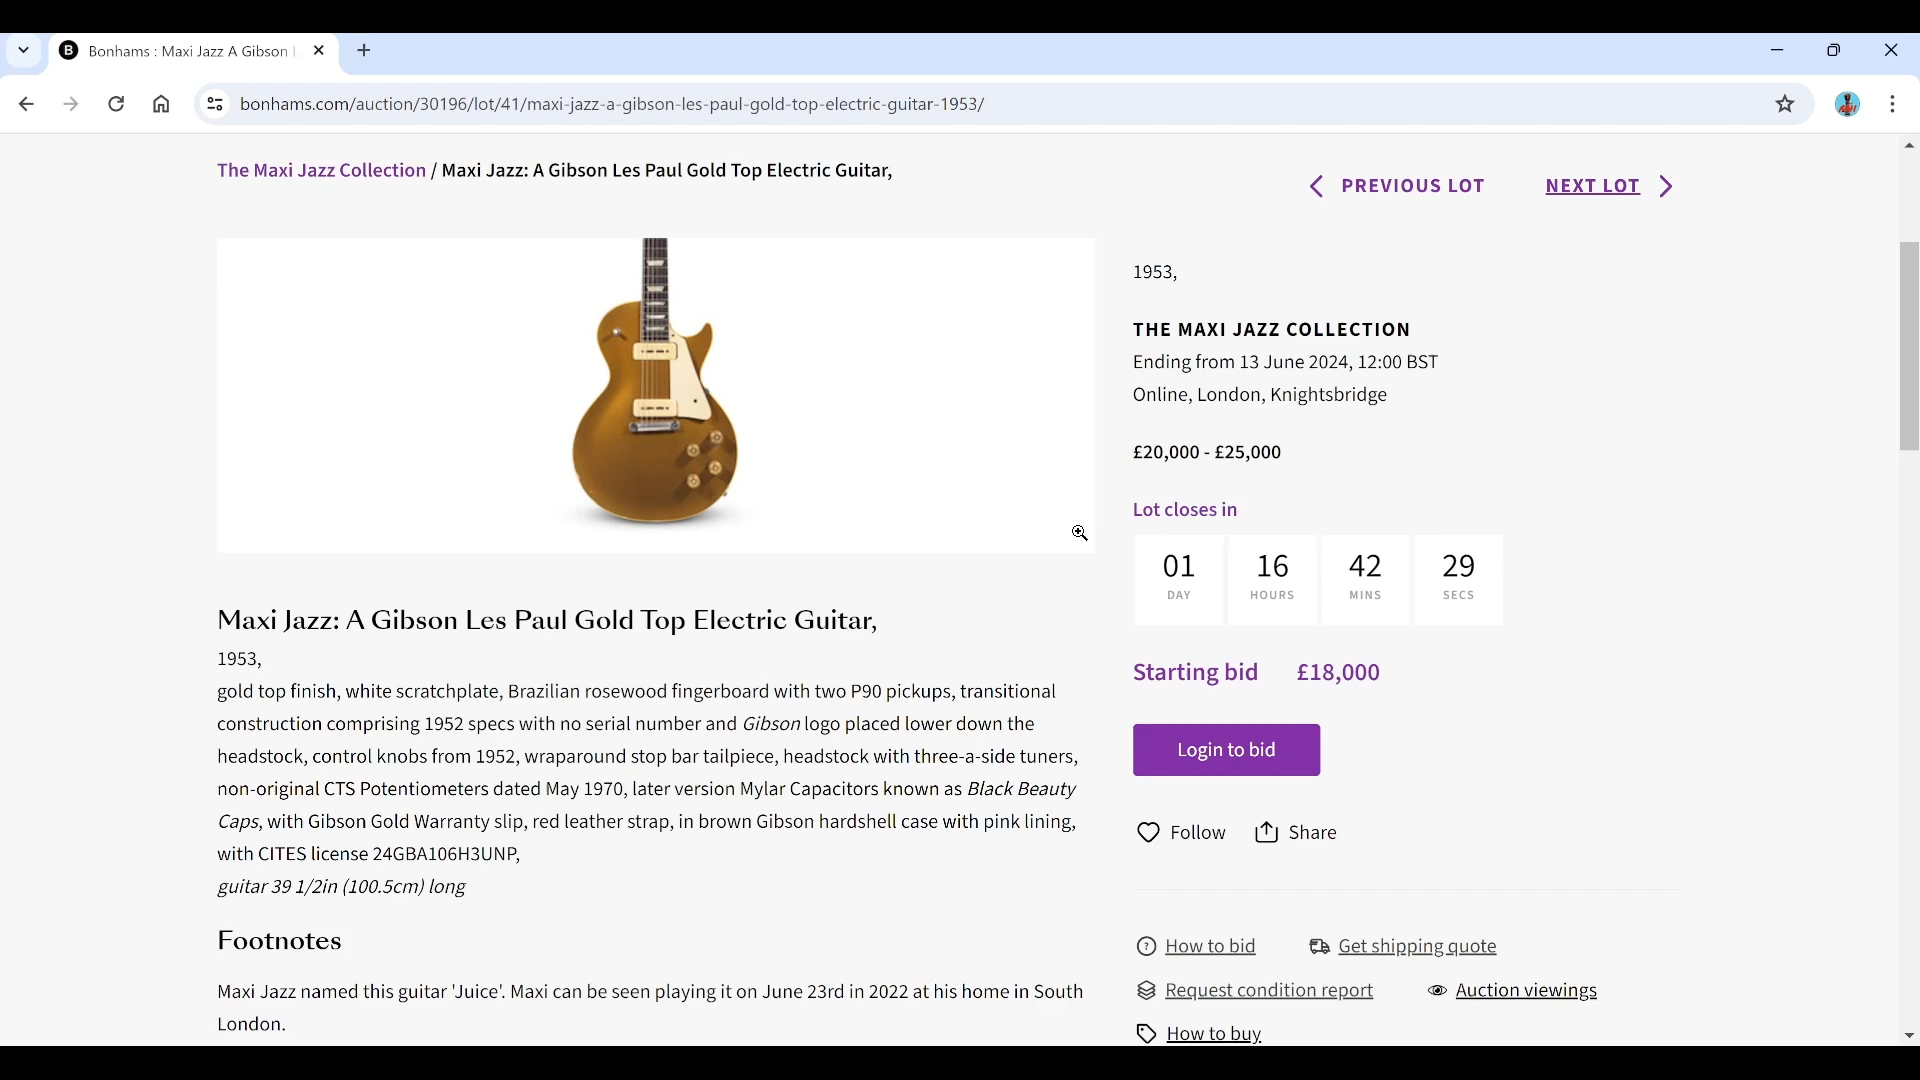 B Bonhams : Maxi Jazz A Gibson
bonhams.com/auction/30196/lot/41/maxi-jazz-a-gibson-les-paul-gold-top-electric-guitar-1953/
The Maxi Jazz Collection / Maxi Jazz: A Gibson Les Paul Gold Top Electric Guitar,
PREVIOUS LOT NEXT LOT
1953,
THE MAXI JAZZ COLLECTION
Ending from 13 June 2024, 12:00 BST
Online, London, Knightsbridge
£20,000 - £25,000
Lot closes in
01 16 42 29
DAY HOURS MINS SECS
Starting bid £18,000
Login to bid
Follow Share
How to bid Get shipping quote
Request condition report Auction viewings
How to buy
Maxi Jazz: A Gibson Les Paul Gold Top Electric Guitar,
1953,
gold top finish, white scratchplate, Brazilian rosewood fingerboard with two P90 pickups, transitional
construction comprising 1952 specs with no serial number and Gibson logo placed lower down the
headstock, control knobs from 1952, wraparound stop bar tailpiece, headstock with three-a-side tuners,
non-original CTS Potentiometers dated May 1970, later version Mylar Capacitors known as Black Beauty
Caps, with Gibson Gold Warranty slip, red leather strap, in brown Gibson hardshell case with pink lining,
with CITES license 24GBA106H3UNP,
guitar 39 1/2in (100.5cm) long
Footnotes
Maxi Jazz named this guitar 'Juice'. Maxi can be seen playing it on June 23rd in 2022 at his home in South
London.